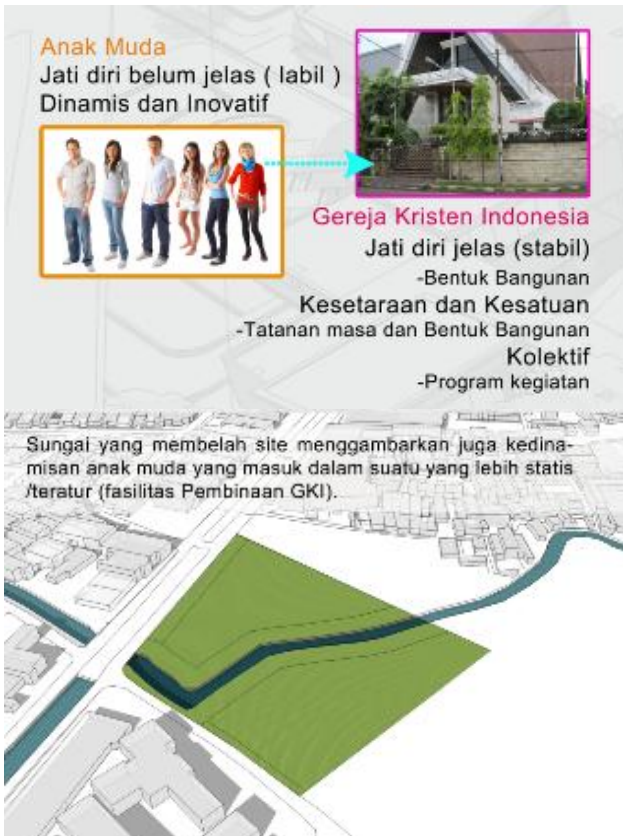 Anak Muda
Jati diri belum jelas ( labil )
Dinamis dan Inovatif
Gereja Kristen Indonesia
Jati diri jelas (stabil)
-Bentuk Bangunan
Kesetaraan dan Kesatuan
-Tatanan masa dan Bentuk Bangunan
Kolektif
-Program kegiatan
Sungai yang membelah site menggambarkan juga kedina-
misan anak muda yang masuk dalam suatu yang lebih statis
/teratur (fasilitas Pembinaan GKI).